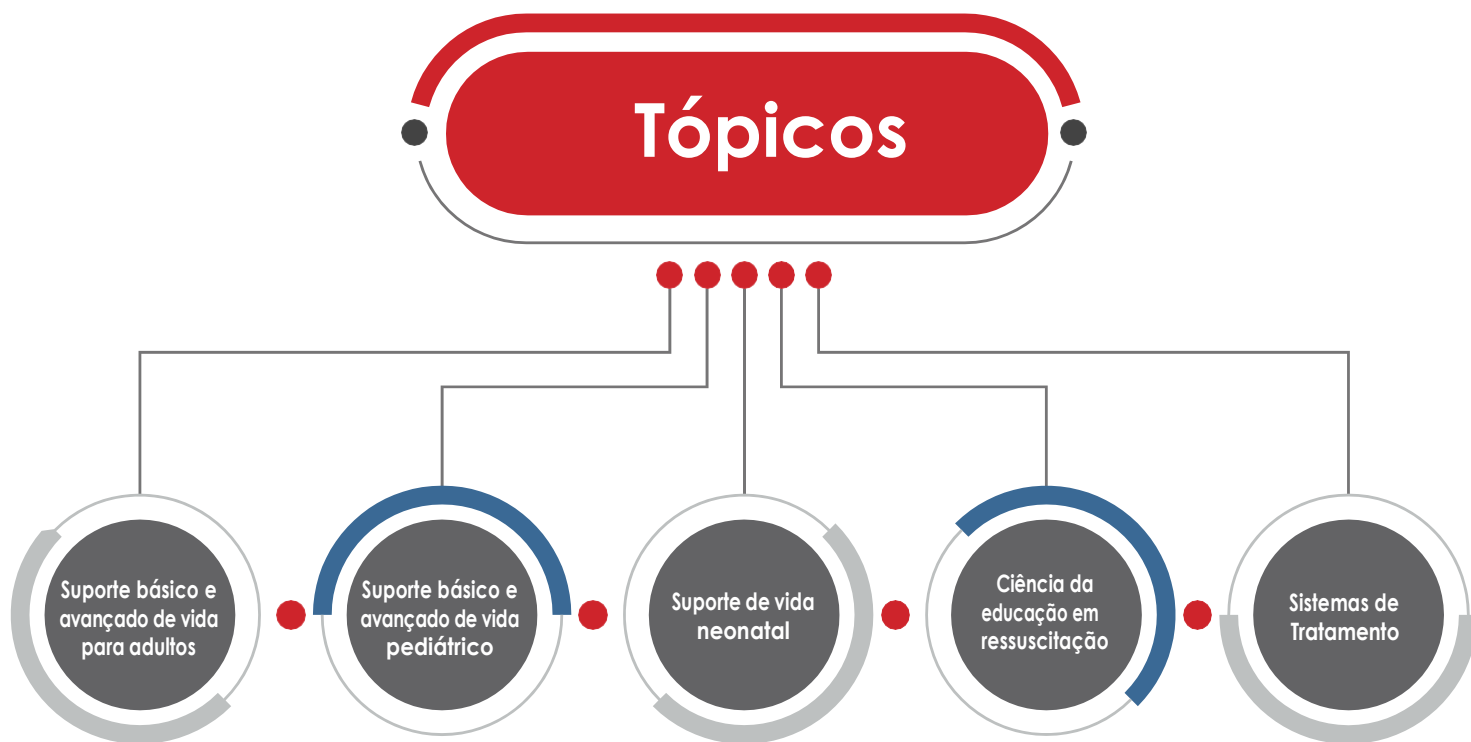 Tópicos
Suporte básico e
avançado de vida
para adultos
Suporte básico e
avançado de vida
pediátrico
Suporte de vida
neonatal
Ciência da
educação em
ressuscitação
Sistemas de
Tratamento